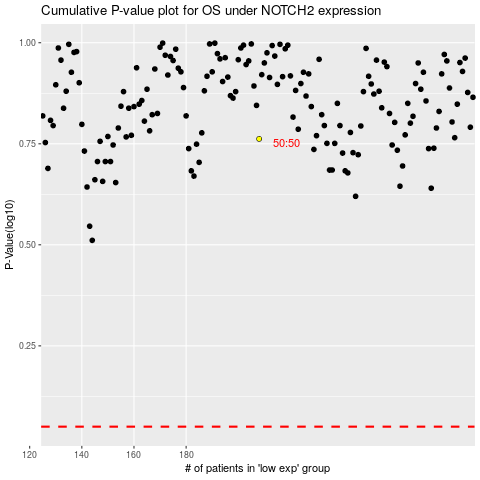 Cumulative P-value plot for OS under NOTCH2 expression
P-Value(log10)
1.00
0.75
0.50
0.25
50:50
120 140 160 180
# of patients in 'low exp' group